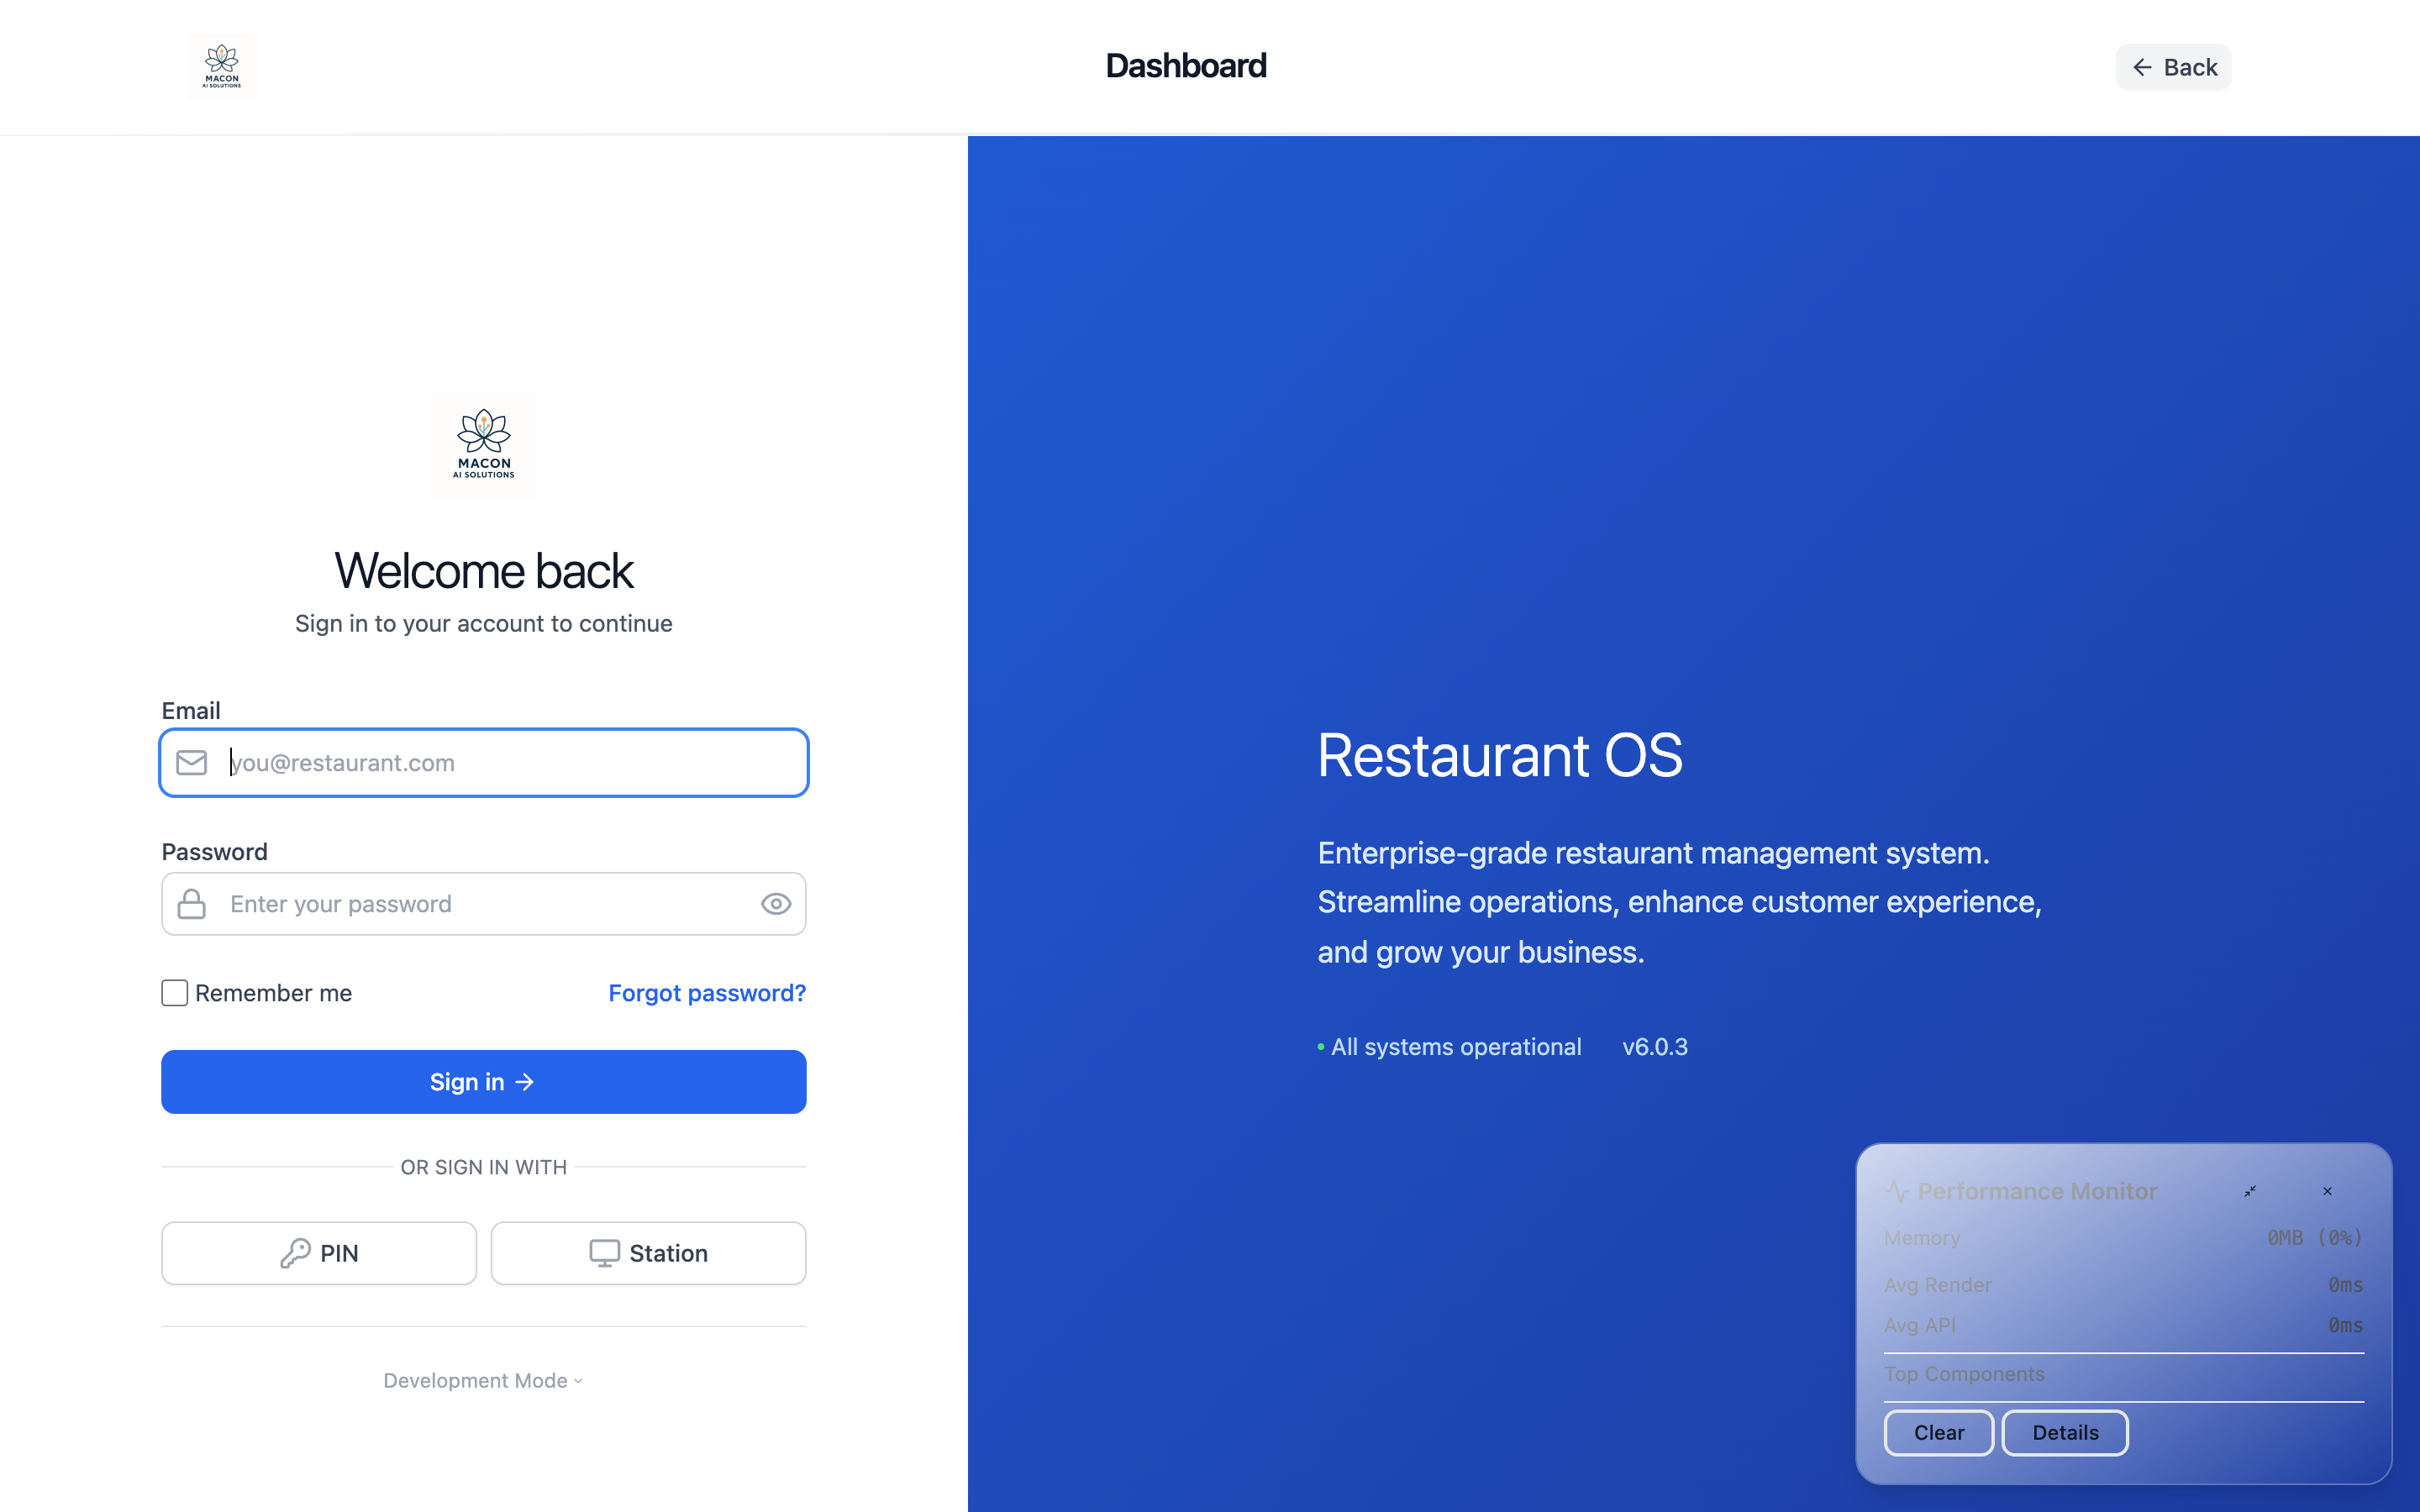 MACON
AI SOLUTIONS
Dashboard
Back
MACON
AI SOLUTIONS
Welcome back
Sign in to your account to continue
Email
you@restaurant.com
Password
Enter your password
Remember me
Forgot password?
Sign in
OR SIGN IN WITH
PIN
Station
Development Mode
Restaurant OS
Enterprise-grade restaurant management system.
Streamline operations, enhance customer experience,
and grow your business.
All systems operational
v6.0.3
Performance Monitor
Memory 0MB (0%)
Avg Render 0ms
Avg API 0ms
Top Components
Clear
Details